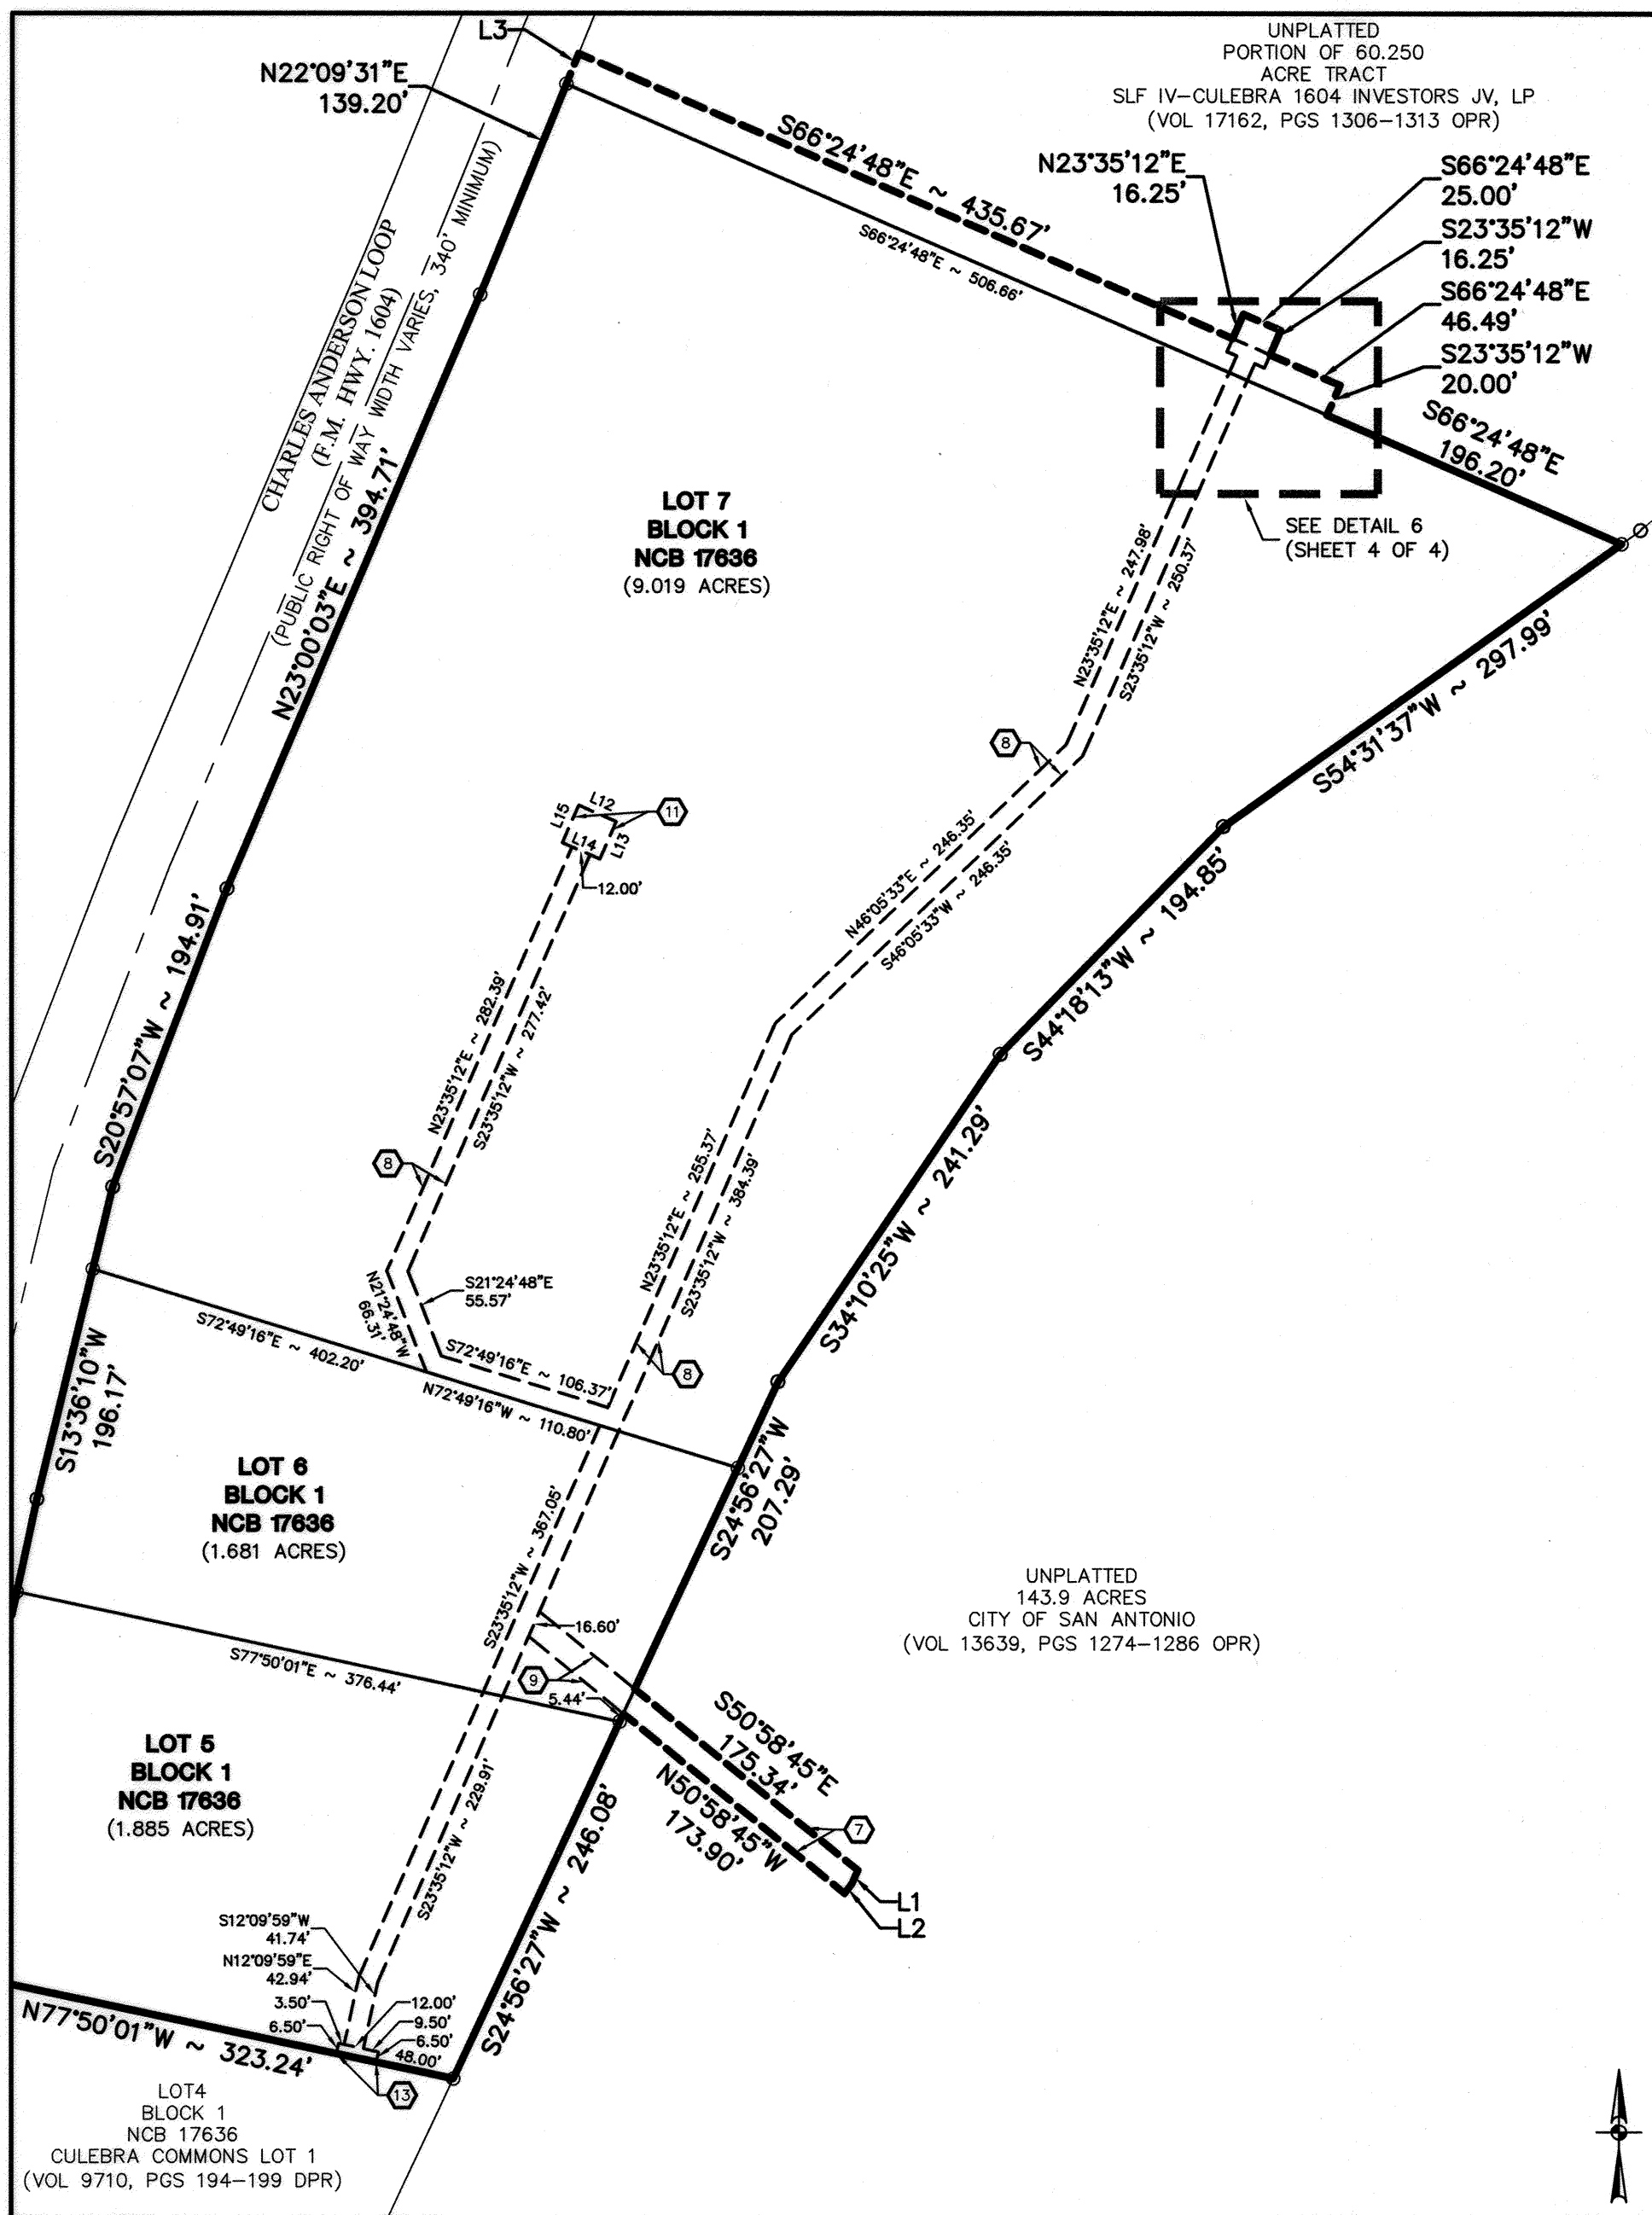 L3
UNPLATTED
PORTION OF 60.250
ACRE TRACT
SLF IV-CULEBRA 1604 INVESTORS JV, LP
(VOL 17162, PGS 1306-1313 OPR)
N22°09'31"E
139.20'
S66°24'48"E ~ 435.67'
S66°24'48"E ~ 506.66'
N23°35'12"E
16.25'
S66°24'48"E
25.00'
S23°35'12"W
16.25'
S66°24'48"E
46.49'
S23°35'12"W
20.00'
S66°24'48"E
196.20'
CHARLES ANDERSON LOOP
(F.M. HWY. 1604)
(PUBLIC RIGHT OF WAY WIDTH VARIES, 340' MINIMUM)
N23°00'03"E ~ 394.71'
LOT 7
BLOCK 1
NCB 17636
(9.019 ACRES)
SEE DETAIL 6
(SHEET 4 OF 4)
N23°35'12"E ~ 247.98'
S23°35'12"W ~ 250.37'
S54°31'37"W ~ 297.99'
8
L12
L15
11
L14
L13
12.00'
N46°05'33"E ~ 246.35'
S46°05'33"W ~ 246.35'
S44°18'13"W ~ 194.85'
S20°57'07"W ~ 194.91'
N23°35'12"E ~ 282.39'
S23°35'12"W ~ 277.42'
8
N23°35'12"E ~ 255.37'
S23°35'12"W ~ 384.39'
S34°10'25"W ~ 241.29'
N21°24'48"W
66.31'
S21°24'48"E
55.57'
S72°49'16"E ~ 402.20'
S72°49'16"E ~ 106.37'
8
N72°49'16"W ~ 110.80'
S13°36'10"W
196.17'
LOT 6
BLOCK 1
NCB 17636
(1.681 ACRES)
S24°56'27"W
207.29'
S23°35'12"W ~ 367.05'
UNPLATTED
143.9 ACRES
CITY OF SAN ANTONIO
(VOL 13639, PGS 1274-1286 OPR)
16.60'
S77°50'01"E ~ 376.44'
9
5.44'
S50°58'45"E
175.34'
N50°58'45"W
173.90'
7
L1
L2
LOT 5
BLOCK 1
NCB 17636
(1.885 ACRES)
S23°35'12"W ~ 229.91'
S24°56'27"W ~ 246.08'
S12°09'59"W
41.74'
N12°09'59"E
42.94'
3.50'
6.50'
12.00'
9.50'
6.50'
48.00'
13
N77°50'01"W ~ 323.24'
LOT4
BLOCK 1
NCB 17636
CULEBRA COMMONS LOT 1
(VOL 9710, PGS 194-199 DPR)